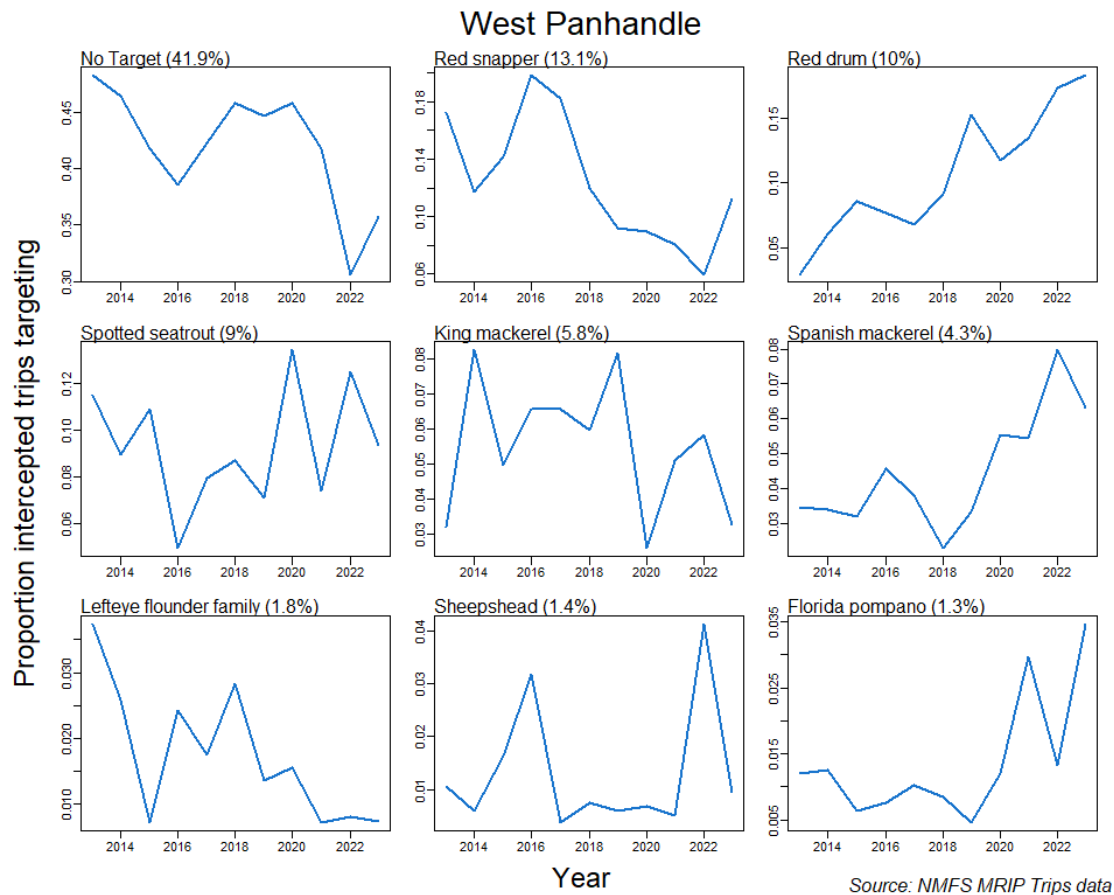 West Panhandle
No Target (41.9%)
0.45
0.40
0.35
0.30
2014 2016 2018 2020 2022
Red snapper (13.1%)
0.18
0.14
0.10
0.06
2014 2016 2018 2020 2022
Red drum (10%)
0.15
0.10
0.05
2014 2016 2018 2020 2022
Proportion intercepted trips targeting
Spotted seatrout (9%)
0.12
0.10
0.08
0.06
2014 2016 2018 2020 2022
King mackerel (5.8%)
0.08
0.07
0.06
0.05
0.04
0.03
2014 2016 2018 2020 2022
Spanish mackerel (4.3%)
0.08
0.07
0.06
0.05
0.04
0.03
2014 2016 2018 2020 2022
Lefteye flounder family (1.8%)
0.030
0.020
0.010
2014 2016 2018 2020 2022
Sheepshead (1.4%)
0.04
0.03
0.02
0.01
2014 2016 2018 2020 2022
Florida pompano (1.3%)
0.035
0.025
0.015
0.005
2014 2016 2018 2020 2022
Year
Source: NMFS MRIP Trips data